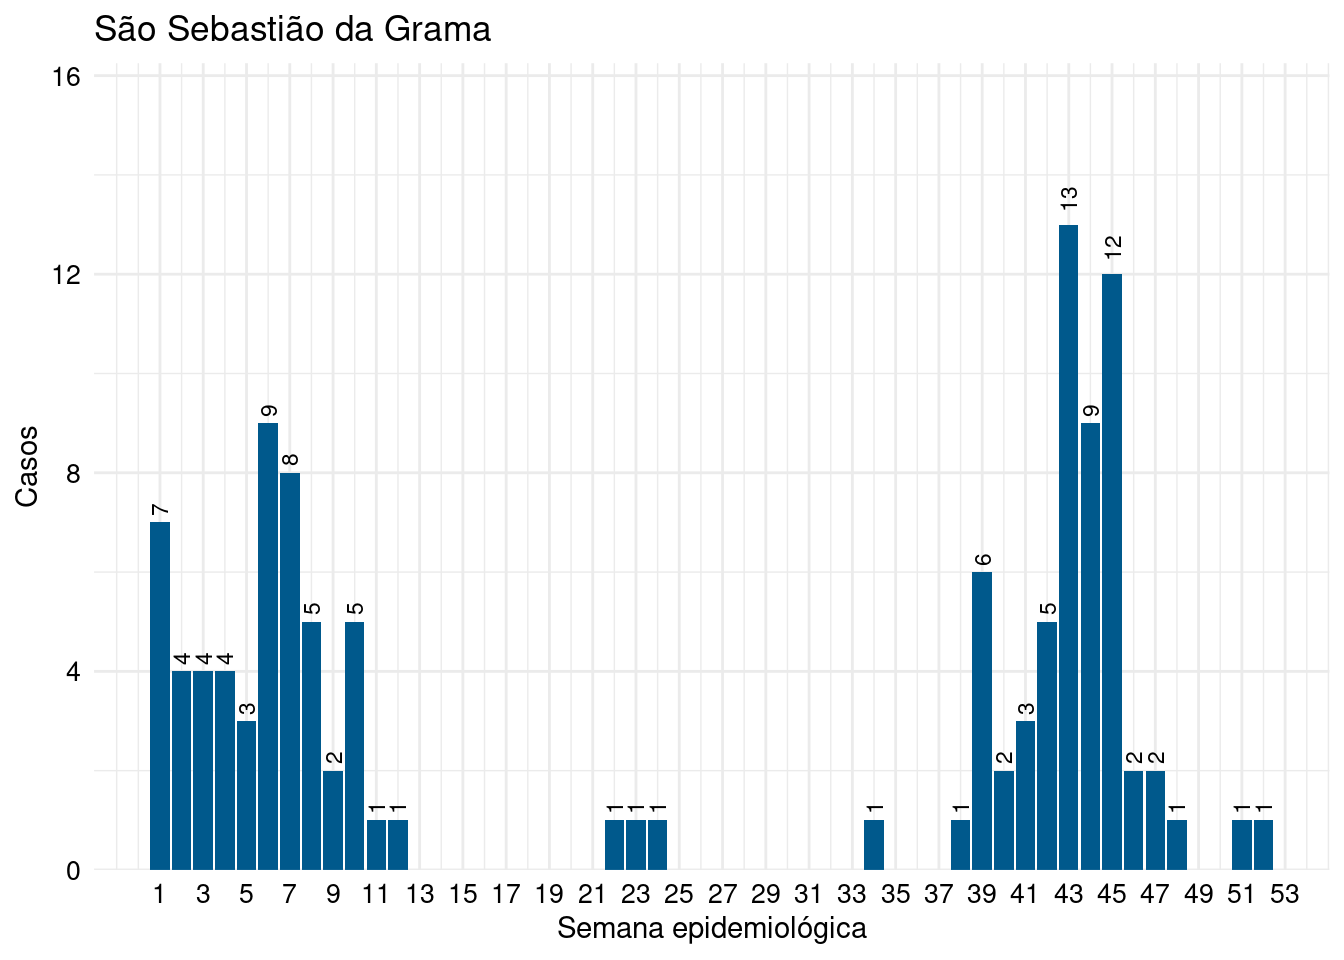 São Sebastião da Grama
16
12
8
4
0
Casos
7 4 4 4 3 9 8 5 2 5 1 1 1 1 1 1 1 6 2 3 5 13 9 12 2 2 1 1 1
1 3 5 7 9 11 13 15 17 19 21 23 25 27 29 31 33 35 37 39 41 43 45 47 49 51 53
Semana epidemiológica